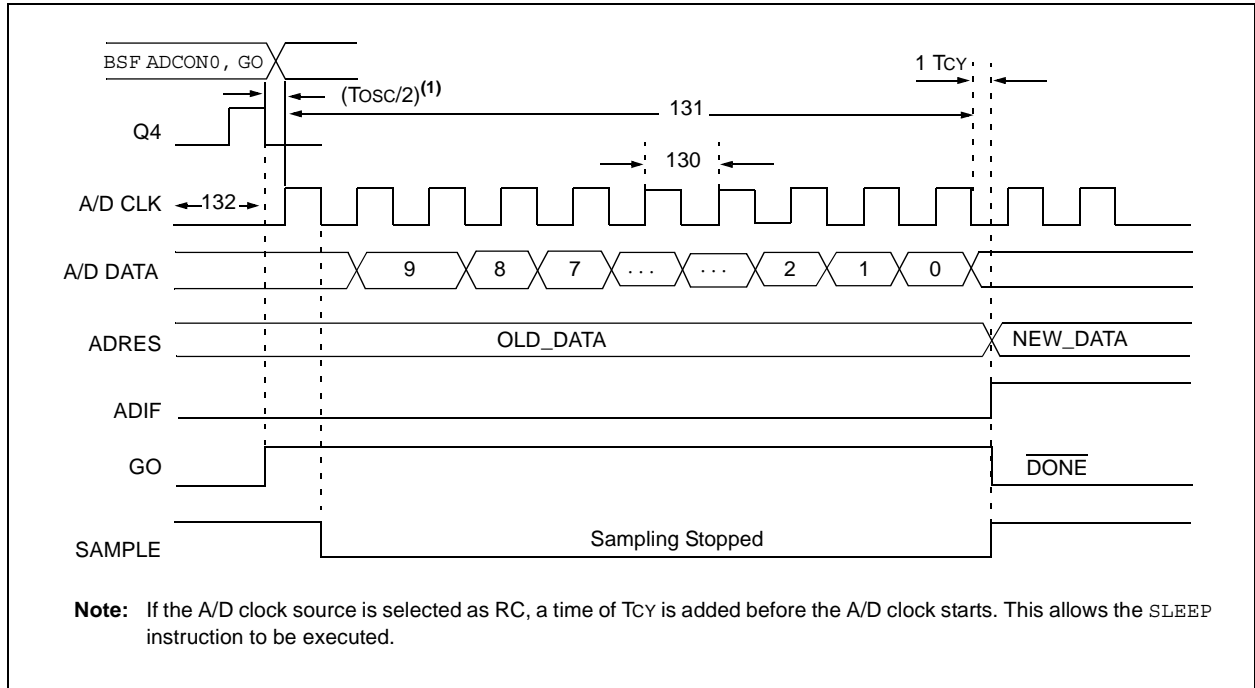 BSF ADCON0, GO
1 TCY
(TOSC/2)(1)
131
Q4
130
A/D CLK
132
A/D DATA
9 8 7 . . . . . . 2 1 0
ADRES
OLD_DATA
NEW_DATA
ADIF
GO
DONE
SAMPLE
Sampling Stopped
Note: If the A/D clock source is selected as RC, a time of TCY is added before the A/D clock starts. This allows the SLEEP
instruction to be executed.